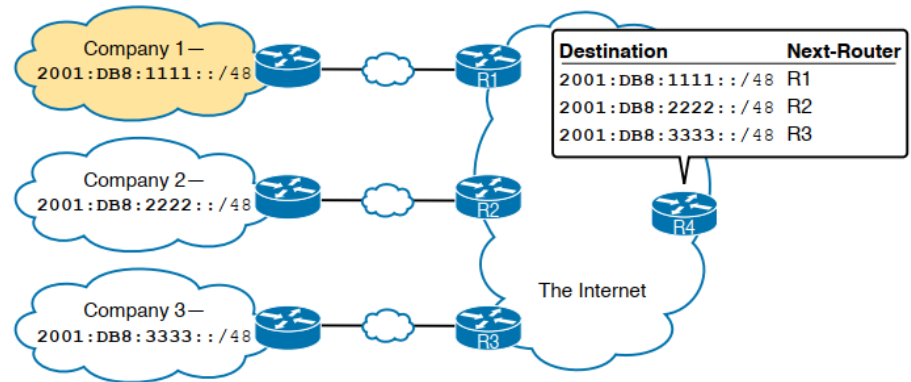 Company 1—
2001:DB8:1111::/48
R1
Destination Next-Router
2001:DB8:1111::/48 R1
2001:DB8:2222::/48 R2
2001:DB8:3333::/48 R3
Company 2—
2001:DB8:2222::/48
R2
R4
The Internet
Company 3—
2001:DB8:3333::/48
R3